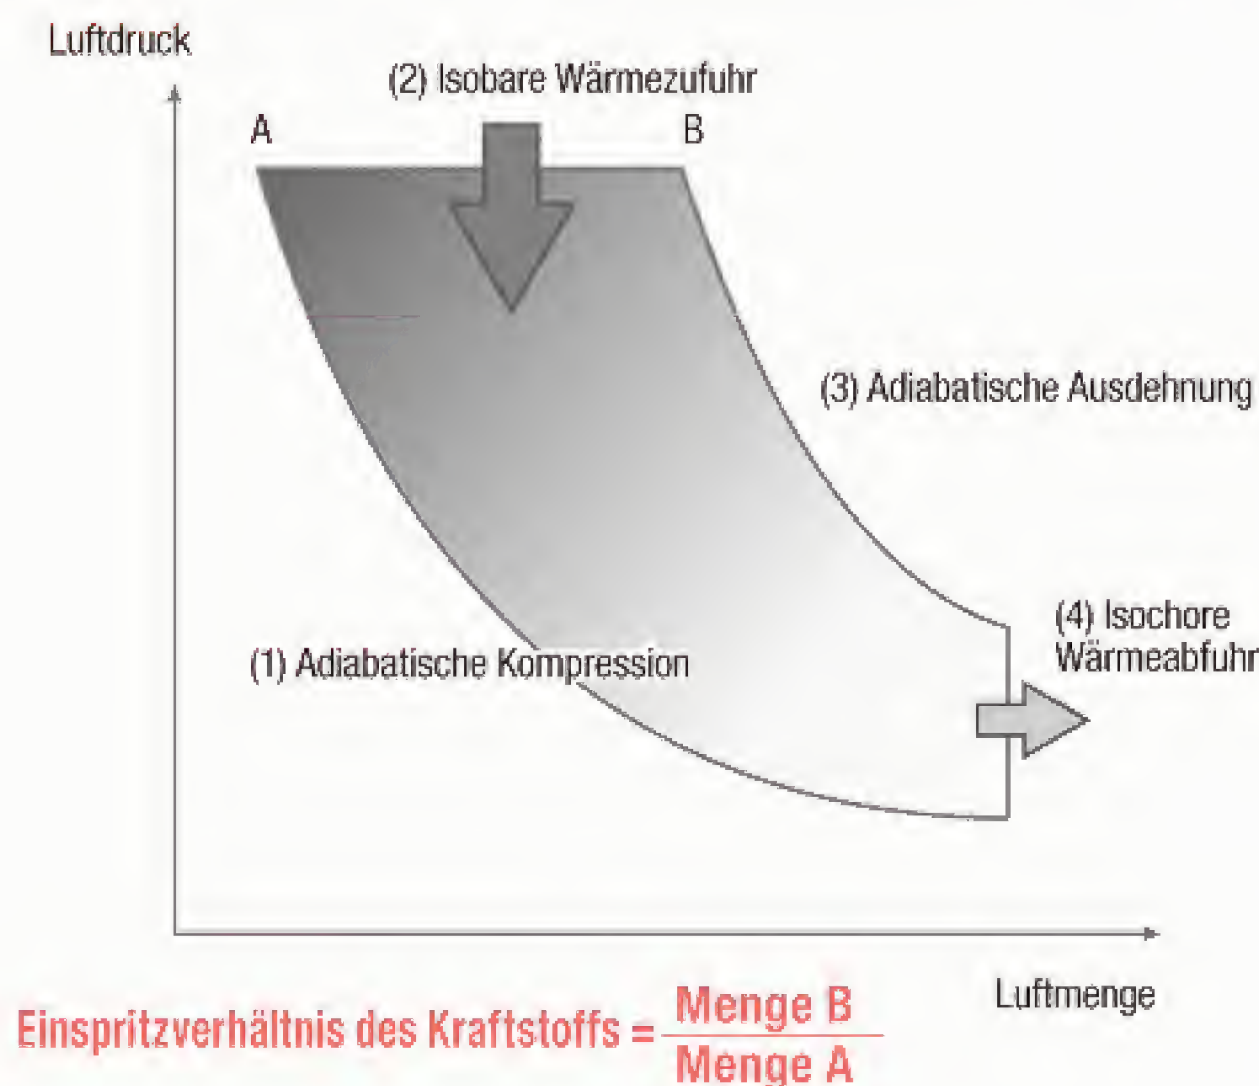 Luftdruck
(2) Isobare Wärmezufuhr
A
B
(3) Adiabatische Ausdehnung
(4) Isochore
Wärmeabfuhr
(1) Adiabatische Kompression
Luftmenge
Einspritzverhältnis des Kraftstoffs = Menge B
Menge A